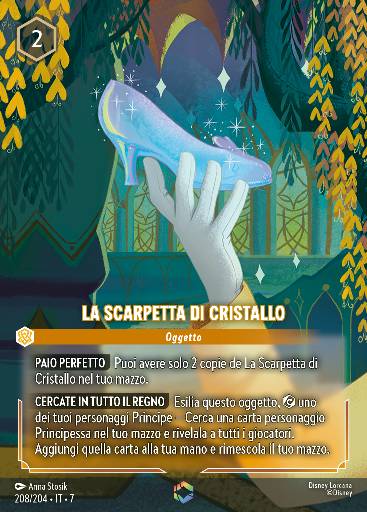 2
LA SCARPETTA DI CRISTALLO
Oggetto
PAIO PERFETTO Puoi avere solo 2 copie de La Scarpetta di
Cristallo nel tuo mazzo.
CERCATE IN TUTTO IL REGNO Esilia questo oggetto, uno
dei tuoi personaggi Principe – Cerca una carta personaggio
Principessa nel tuo mazzo e rivelala a tutti i giocatori.
Aggiungi quella carta alla tua mano e rimescola il tuo mazzo.
Anna Stosik
208/204 • IT • 7
Disney Lorcana
©Disney